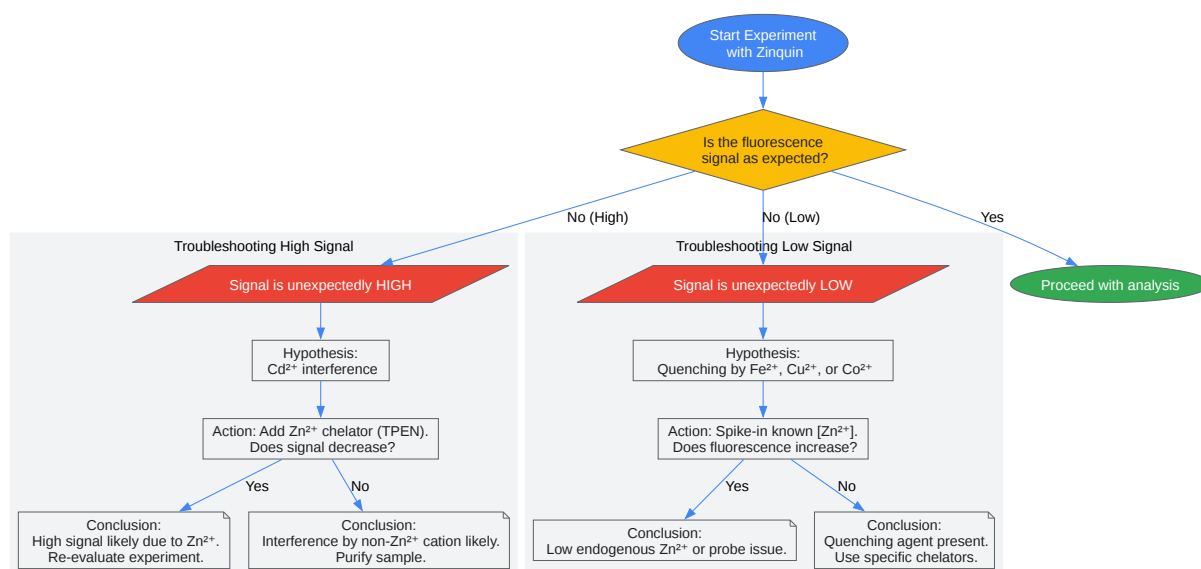 Start Experiment
with Zinquin
Is the fluorescence
signal as expected?
No (High)
No (Low)
Yes
Troubleshooting High Signal
Signal is unexpectedly HIGH
Hypothesis:
Cd²⁺ interference
Action: Add Zn²⁺ chelator (TPEN).
Does signal decrease?
Yes
No
Conclusion:
High signal likely due to Zn²⁺.
Re-evaluate experiment.
Conclusion:
Interference by non-Zn²⁺ cation likely.
Purify sample.
Troubleshooting Low Signal
Signal is unexpectedly LOW
Hypothesis:
Quenching by Fe²⁺, Cu²⁺, or Co²⁺
Action: Spike-in known [Zn²⁺].
Does fluorescence increase?
Yes
No
Conclusion:
Low endogenous Zn²⁺ or probe issue.
Conclusion:
Quenching agent present.
Use specific chelators.
Proceed with analysis